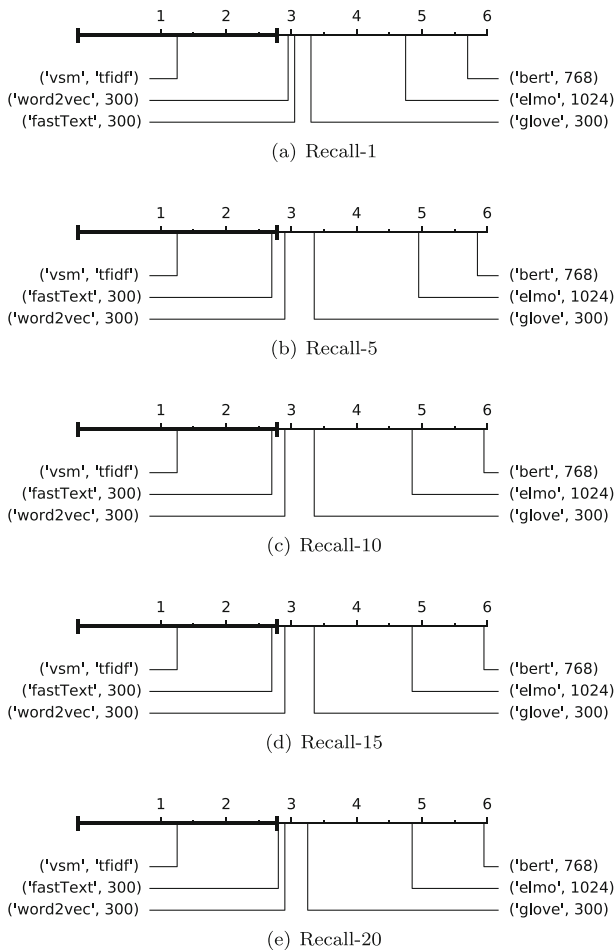 1 2 3 4 5 6
('vsm', 'tfidf') ('bert', 768)
('word2vec', 300) ('elmo', 1024)
('fastText', 300) ('glove', 300)
(a) Recall-1
1 2 3 4 5 6
('vsm', 'tfidf') ('bert', 768)
('fastText', 300) ('elmo', 1024)
('word2vec', 300) ('glove', 300)
(b) Recall-5
1 2 3 4 5 6
('vsm', 'tfidf') ('bert', 768)
('fastText', 300) ('elmo', 1024)
('word2vec', 300) ('glove', 300)
(c) Recall-10
1 2 3 4 5 6
('vsm', 'tfidf') ('bert', 768)
('fastText', 300) ('elmo', 1024)
('word2vec', 300) ('glove', 300)
(d) Recall-15
1 2 3 4 5 6
('vsm', 'tfidf') ('bert', 768)
('fastText', 300) ('elmo', 1024)
('word2vec', 300) ('glove', 300)
(e) Recall-20